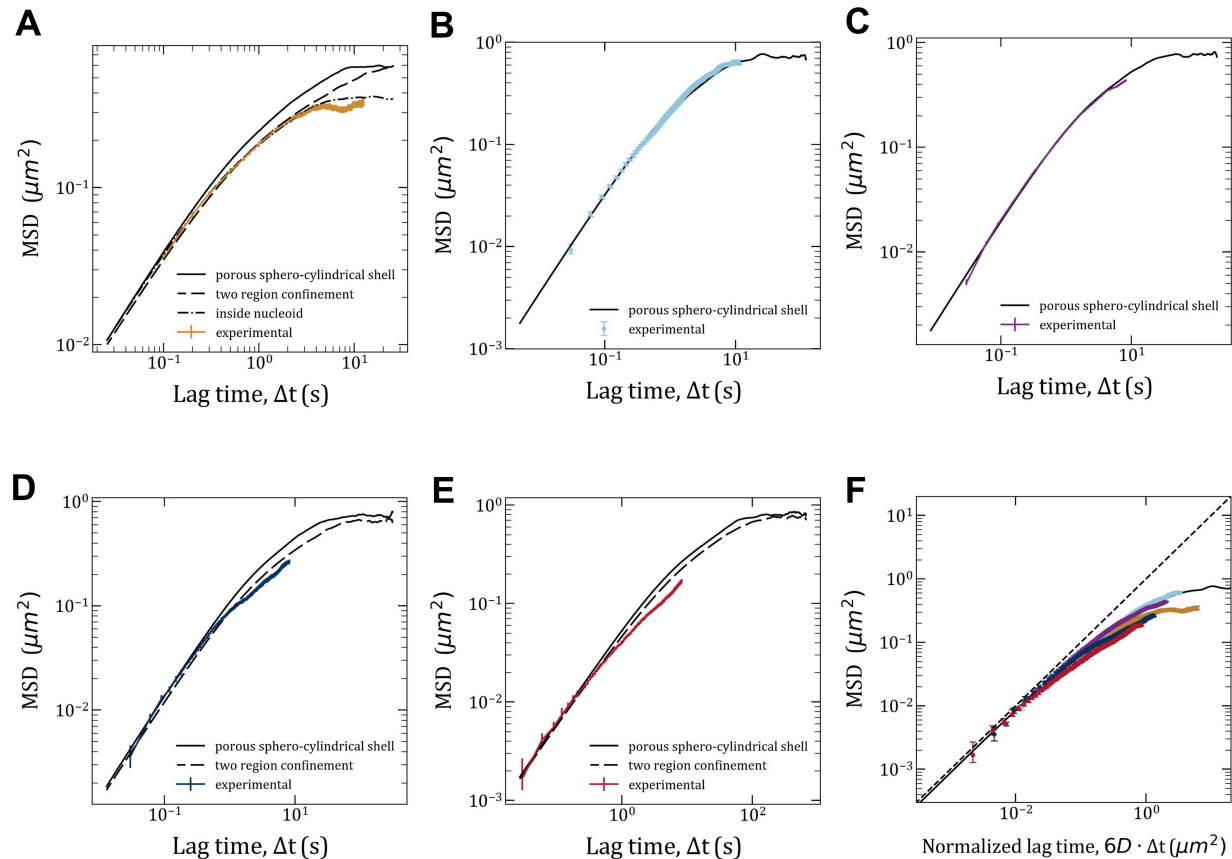 A
MSD (μm²)
10⁻¹
10⁻²
porous sphero-cylindrical shell
two region confinement
inside nucleoid
experimental
10⁻¹ 10⁰ 10¹
Lag time, Δt (s)
B
MSD (μm²)
10⁰
10⁻¹
10⁻²
10⁻³
porous sphero-cylindrical shell
experimental
10⁻¹ 10¹
Lag time, Δt (s)
C
MSD (μm²)
10⁰
10⁻¹
10⁻²
porous sphero-cylindrical shell
experimental
10⁻¹ 10¹
Lag time, Δt (s)
D
MSD (μm²)
10⁰
10⁻¹
10⁻²
porous sphero-cylindrical shell
two region confinement
experimental
10⁻¹ 10¹
Lag time, Δt (s)
E
MSD (μm²)
10⁰
10⁻¹
10⁻²
10⁻³
porous sphero-cylindrical shell
two region confinement
experimental
10⁰ 10²
Lag time, Δt (s)
F
MSD (μm²)
10¹
10⁰
10⁻¹
10⁻²
10⁻³
10⁻² 10⁰
Normalized lag time, 6D · Δt (μm²)